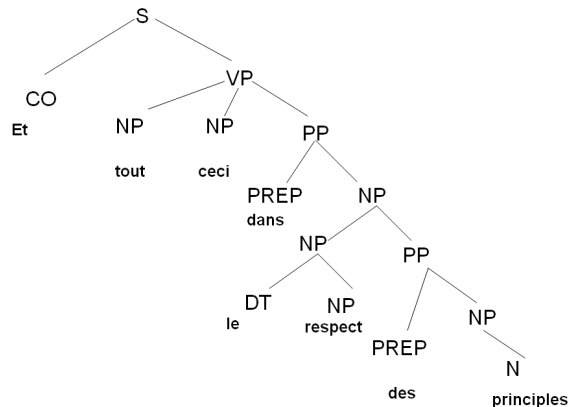 S
CO
VP
Et
NP
NP
PP
tout
ceci
PREP
NP
dans
NP
PP
DT
NP
le
respect
PREP
NP
N
des
principles